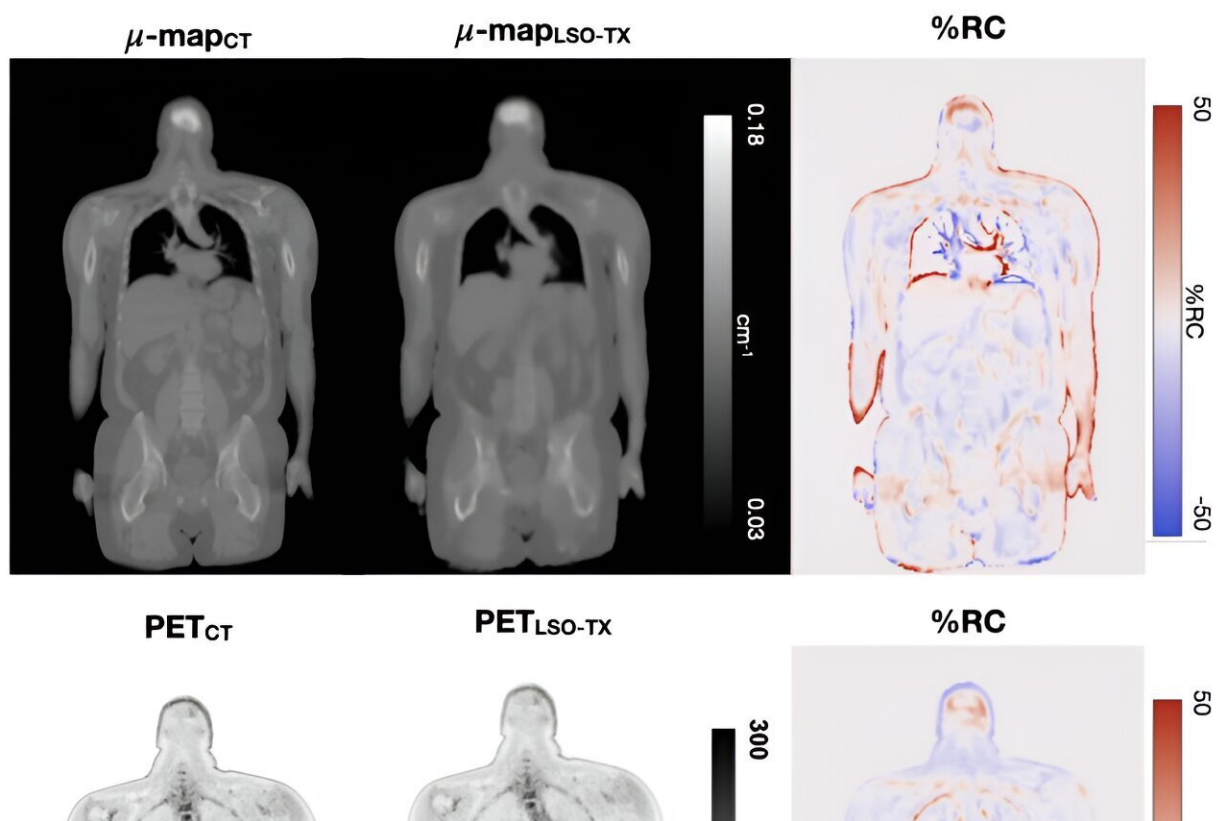 μ-mapCT
μ-mapLSO-TX
%RC
0.18
cm⁻¹
0.03
50
%RC
-50
PETCT
PETLSO-TX
%RC
300
50